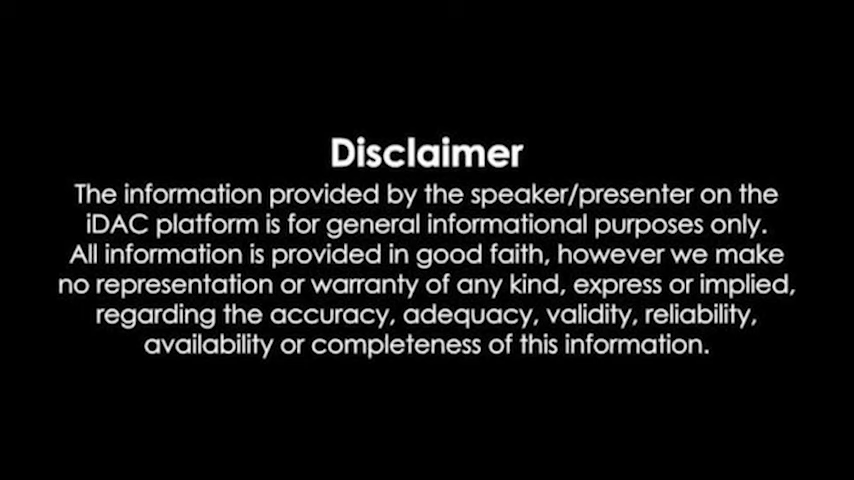 Disclaimer
The information provided by the speaker/presenter on the
iDAC platform is for general informational purposes only.
All information is provided in good faith, however we make
no representation or warranty of any kind, express or implied,
regarding the accuracy, adequacy, validity, reliability,
availability or completeness of this information.